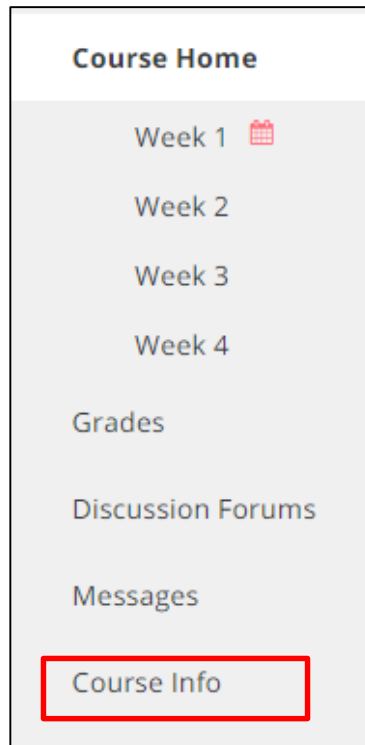 Course Home
Week 1
Week 2
Week 3
Week 4
Grades
Discussion Forums
Messages
Course Info